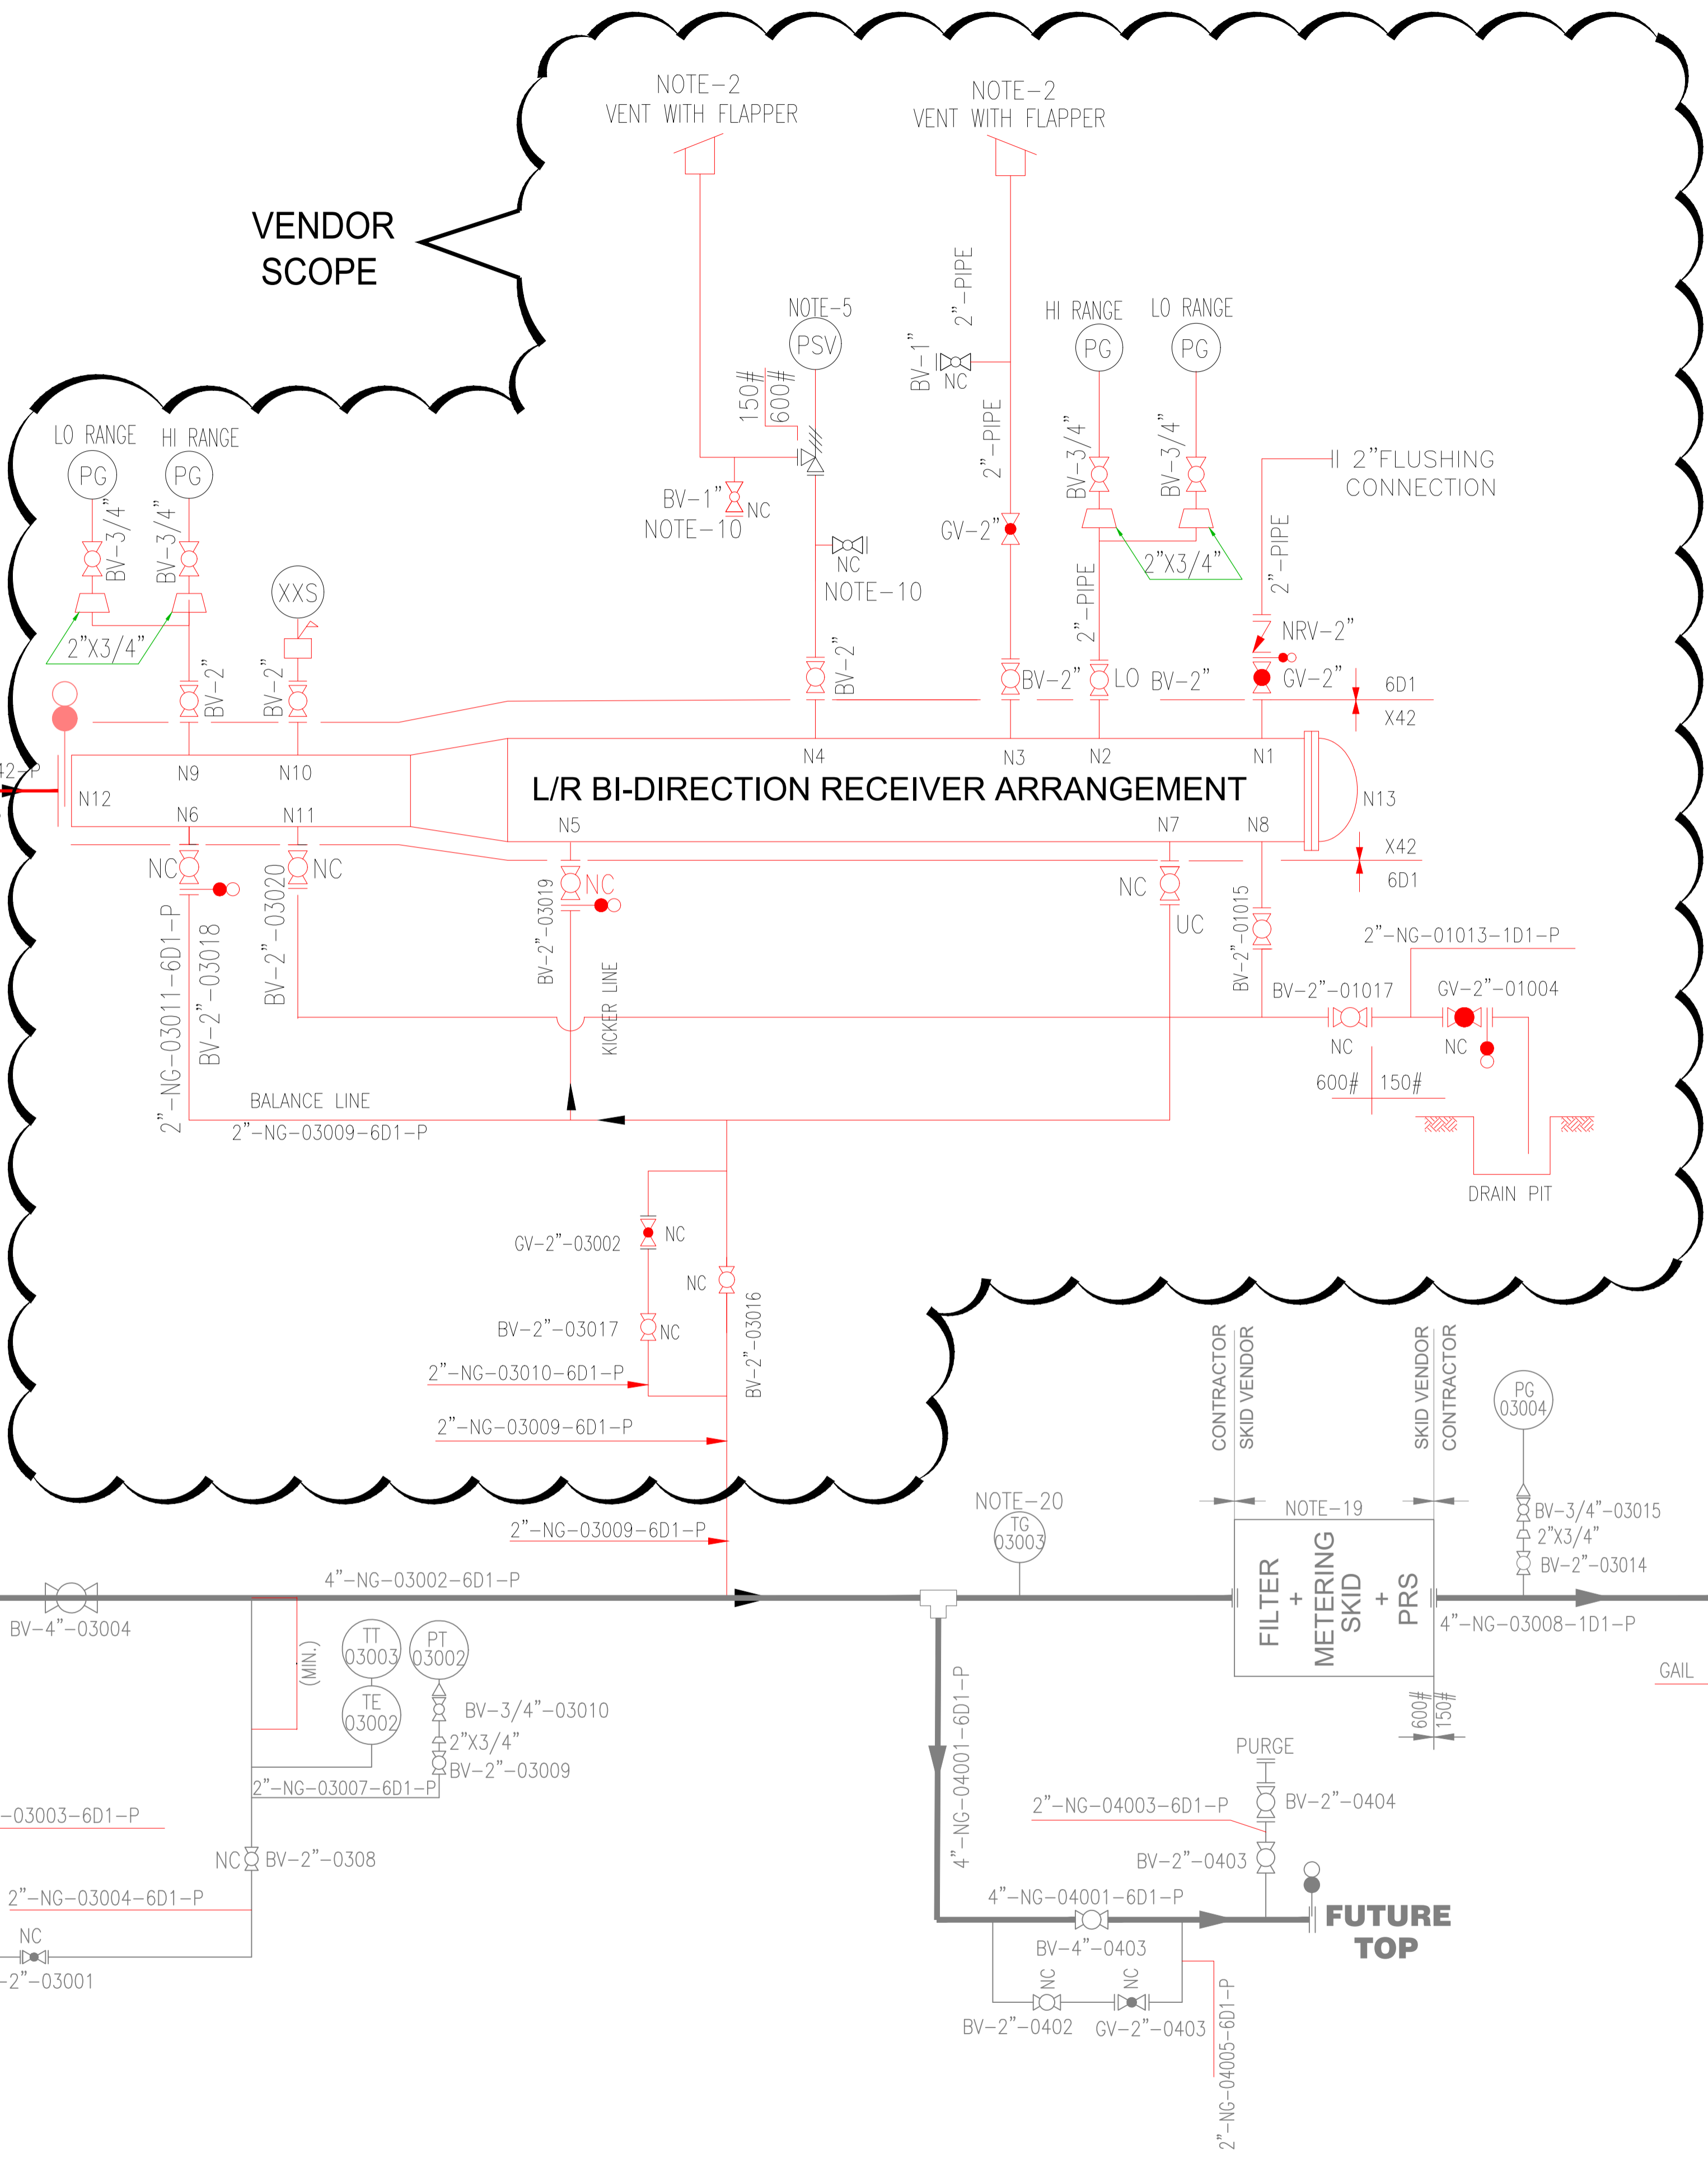 NOTE-2
VENT WITH FLAPPER
NOTE-2
VENT WITH FLAPPER
VENDOR
SCOPE
2"-PIPE
NOTE-5
PSV
HI RANGE
LO RANGE
PG
PG
BV-1"
NC
150#
600#
2"-PIPE
BV-3/4"
BV-3/4"
LO RANGE
HI RANGE
PG
PG
BV-3/4"
BV-3/4"
BV-1"
NC
NOTE-10
GV-2"
2" FLUSHING
CONNECTION
2"-PIPE
NC
NOTE-10
2"X3/4"
2"-PIPE
XXS
2"X3/4"
BV-2"
BV-2"
BV-2"
BV-2"
LO
BV-2"
NRV-2"
GV-2"
6D1
X42
42-P
N12
N9
N10
N4
N3
N2
N1
L/R BI-DIRECTION RECEIVER ARRANGEMENT
N13
N6
N11
N5
N7
N8
X42
6D1
NC
NC
NC
NC
UC
2"-NG-03011-6D1-P
BV-2"-03018
BV-2"-03020
BV-2"-03019
KICKER LINE
BV-2"-01015
2"-NG-01013-1D1-P
BV-2"-01017
GV-2"-01004
NC
NC
600#
150#
BALANCE LINE
2"-NG-03009-6D1-P
DRAIN PIT
GV-2"-03002
NC
NC
BV-2"-03017
NC
BV-2"-03016
2"-NG-03010-6D1-P
2"-NG-03009-6D1-P
2"-NG-03009-6D1-P
CONTRACTOR
SKID VENDOR
SKID VENDOR
CONTRACTOR
PG
03004
NOTE-20
TG
03003
NOTE-19
FILTER
+
METERING
SKID
+
PRS
BV-3/4"-03015
2"X3/4"
BV-2"-03014
4"-NG-03002-6D1-P
BV-4"-03004
4"-NG-03008-1D1-P
GAIL
(MIN.)
TT
03003
PT
03002
TE
03002
BV-3/4"-03010
2"X3/4"
BV-2"-03009
2"-NG-03007-6D1-P
600#
150#
4"-NG-04001-6D1-P
PURGE
BV-2"-0404
2"-NG-04003-6D1-P
BV-2"-0403
-03003-6D1-P
NC
BV-2"-0308
2"-NG-03004-6D1-P
NC
-2"-03001
4"-NG-04001-6D1-P
BV-4"-0403
FUTURE
TOP
NC
NC
BV-2"-0402
GV-2"-0403
2"-NG-04005-6D1-P